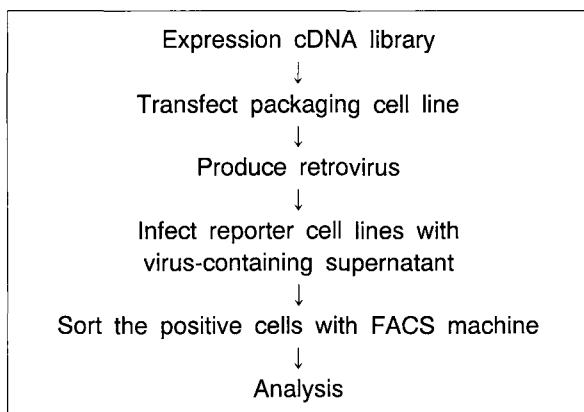 Expression cDNA library
↓
Transfect packaging cell line
↓
Produce retrovirus
↓
Infect reporter cell lines with
virus-containing supernatant
↓
Sort the positive cells with FACS machine
↓
Analysis